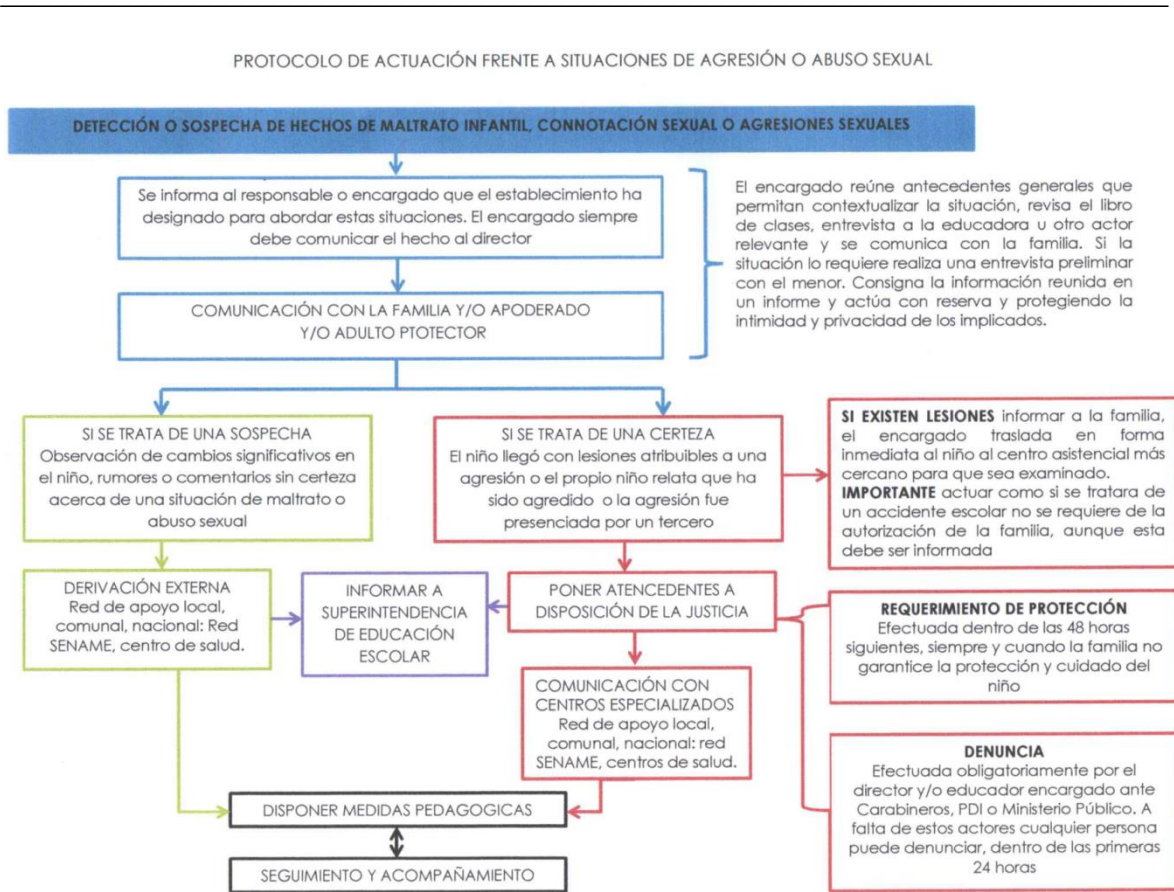 PROTOCOLO DE ACTUACIÓN FRENTE A SITUACIONES DE AGRESIÓN O ABUSO SEXUAL
DETECCIÓN O SOSPECHA DE HECHOS DE MALTRATO INFANTIL, CONNOTACIÓN SEXUAL O AGRESIONES SEXUALES
Se informa al responsable o encargado que el establecimiento ha
designado para abordar estas situaciones. El encargado siempre
debe comunicar el hecho al director
El encargado reúne antecedentes generales que
permitan contextualizar la situación, revisa el libro
de clases, entrevista a la educadora u otro actor
relevante y se comunica con la familia. Si la
situación lo requiere realiza una entrevista preliminar
con el menor. Consigna la información reunida en
un informe y actúa con reserva y protegiendo la
intimidad y privacidad de los implicados.
COMUNICACIÓN CON LA FAMILIA Y/O APODERADO
Y/O ADULTO PTOTECTOR
SI SE TRATA DE UNA SOSPECHA
Observación de cambios significativos en
el niño, rumores o comentarios sin certeza
acerca de una situación de maltrato o
abuso sexual
SI SE TRATA DE UNA CERTEZA
El niño llegó con lesiones atribuibles a una
agresión o el propio niño relata que ha
sido agredido o la agresión fue
presenciada por un tercero
SI EXISTEN LESIONES informar a la familia,
el encargado traslada en forma
inmediata al niño al centro asistencial más
cercano para que sea examinado.
IMPORTANTE actuar como si se tratara de
un accidente escolar no se requiere de la
autorización de la familia, aunque esta
debe ser informada
DERIVACIÓN EXTERNA
Red de apoyo local,
comunal, nacional: Red
SENAME, centro de salud.
INFORMAR A
SUPERINTENDENCIA
DE EDUCACIÓN
ESCOLAR
PONER ATENCEDENTES A
DISPOSICIÓN DE LA JUSTICIA
REQUERIMIENTO DE PROTECCIÓN
Efectuada dentro de las 48 horas
siguientes, siempre y cuando la familia no
garantice la protección y cuidado del
niño
COMUNICACIÓN CON
CENTROS ESPECIALIZADOS
Red de apoyo local,
comunal, nacional: red
SENAME, centros de salud.
DENUNCIA
Efectuada obligatoriamente por el
director y/o educador encargado ante
Carabineros, PDI o Ministerio Público. A
falta de estos actores cualquier persona
puede denunciar, dentro de las primeras
24 horas
DISPONER MEDIDAS PEDAGOGICAS
SEGUIMIENTO Y ACOMPAÑAMIENTO